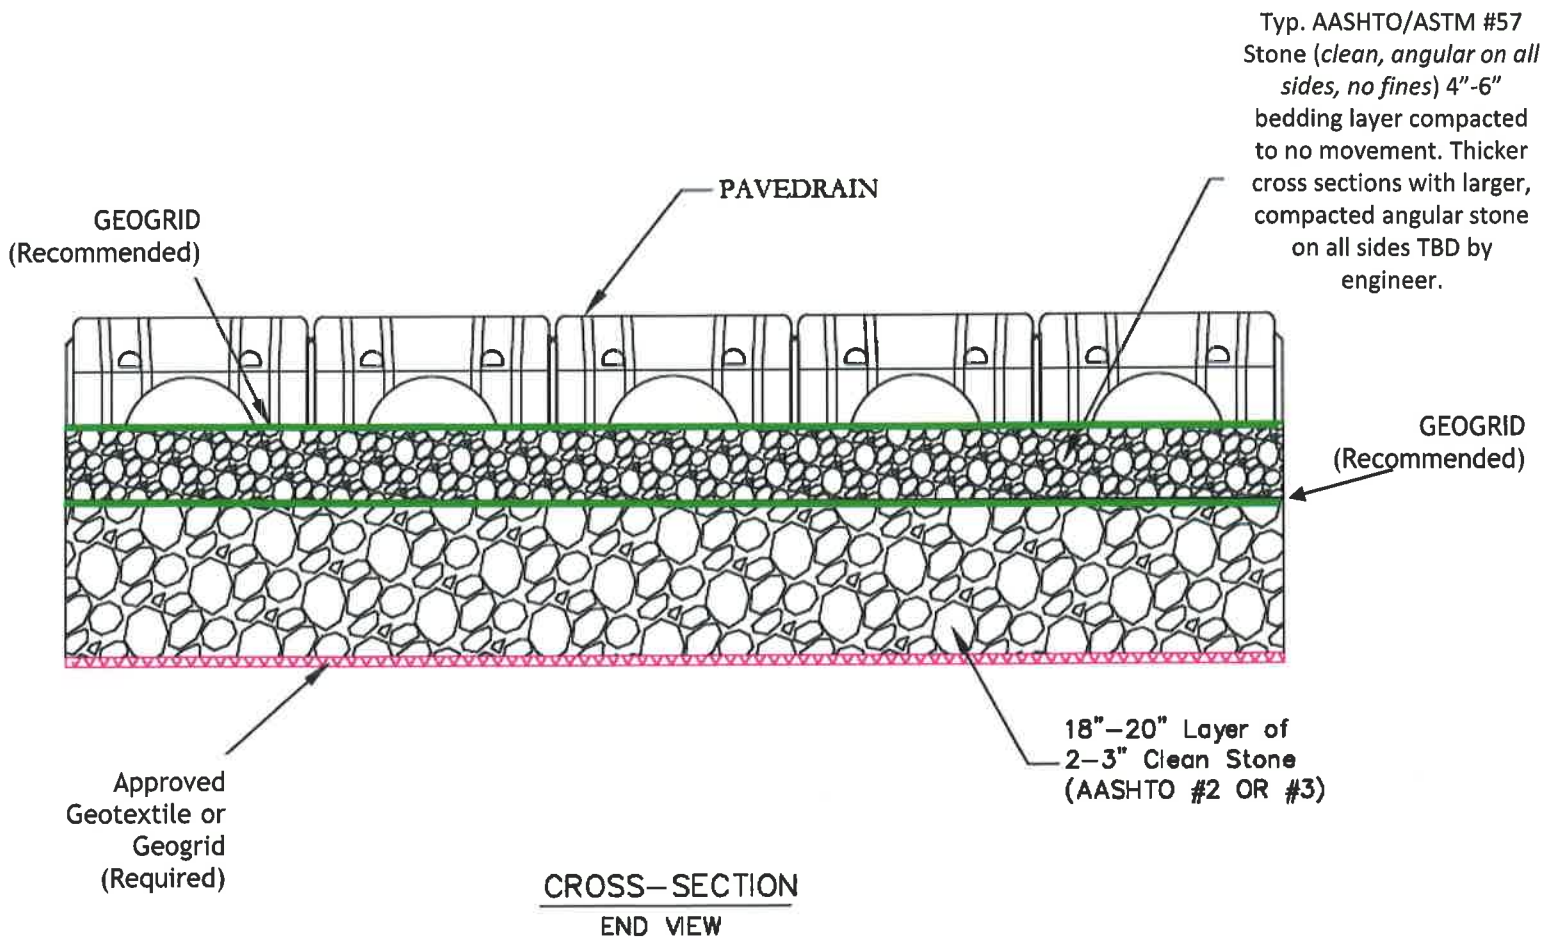 Typ. AASHTO/ASTM #57
Stone (clean, angular on all
sides, no fines) 4”-6”
bedding layer compacted
to no movement. Thicker
cross sections with larger,
compacted angular stone
on all sides TBD by
engineer.
PAVEDRAIN
GEOGRID
(Recommended)
GEOGRID
(Recommended)
18"-20" Layer of
2-3" Clean Stone
(AASHTO #2 OR #3)
Approved
Geotextile or
Geogrid
(Required)
CROSS-SECTION
END VIEW